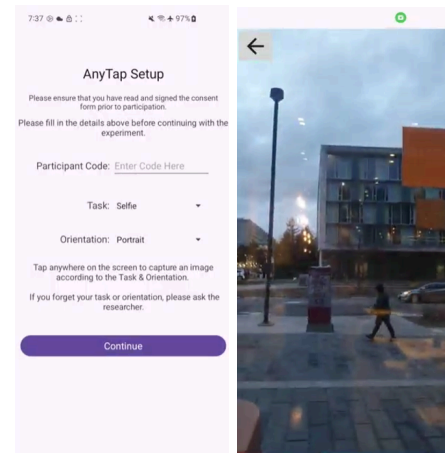 7:37
97%
AnyTap Setup
Please ensure that you have read and signed the consent
form prior to participation.
Please fill in the details above before continuing with the
experiment.
Participant Code: Enter Code Here
Task: Selfie
Orientation: Portrait
Tap anywhere on the screen to capture an image
according to the Task & Orientation.
If you forget your task or orientation, please ask the
researcher.
Continue